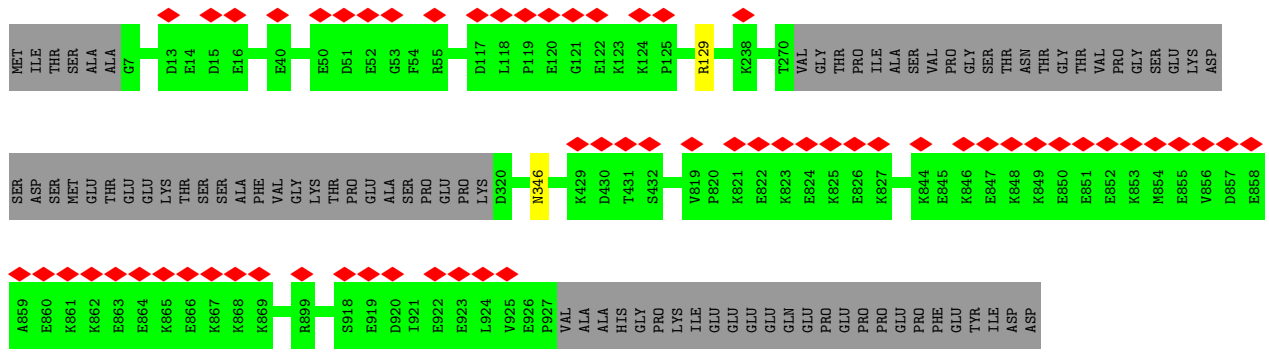 MET ILE THR SER ALA ALA G7 D13 E14 D15 E16 E40 E50 D51 E52 G53 F54 R55 D117 L118 P119 E120 G121 E122 K123 K124 P125 R129 K238 T270 VAL GLY THR PRO ILE ALA SER VAL PRO GLY SER THR ASN THR GLY THR VAL PRO GLY SER GLU LYS ASP
SER ASP SER MET GLU THR GLU GLU LYS THR SER SER ALA PHE VAL GLY LYS THR PRO GLU ALA SER PRO GLU PRO LYS D320 N346 K429 D430 T431 S432 V819 P820 K821 E822 K823 E824 K825 E826 K827 K844 E845 K846 E847 K848 K849 E850 E851 E852 K853 M854 E855 V856 D857 E858
A859 E860 K861 K862 E863 E864 K865 E866 K867 K868 K869 R899 S918 E919 D920 I921 E922 E923 L924 V925 E926 P927 VAL ALA ALA HIS GLY PRO LYS ILE GLU GLU GLU GLU GLN GLU PRO GLU PRO PRO GLU PRO PHE GLU TYR ILE ASP ASP